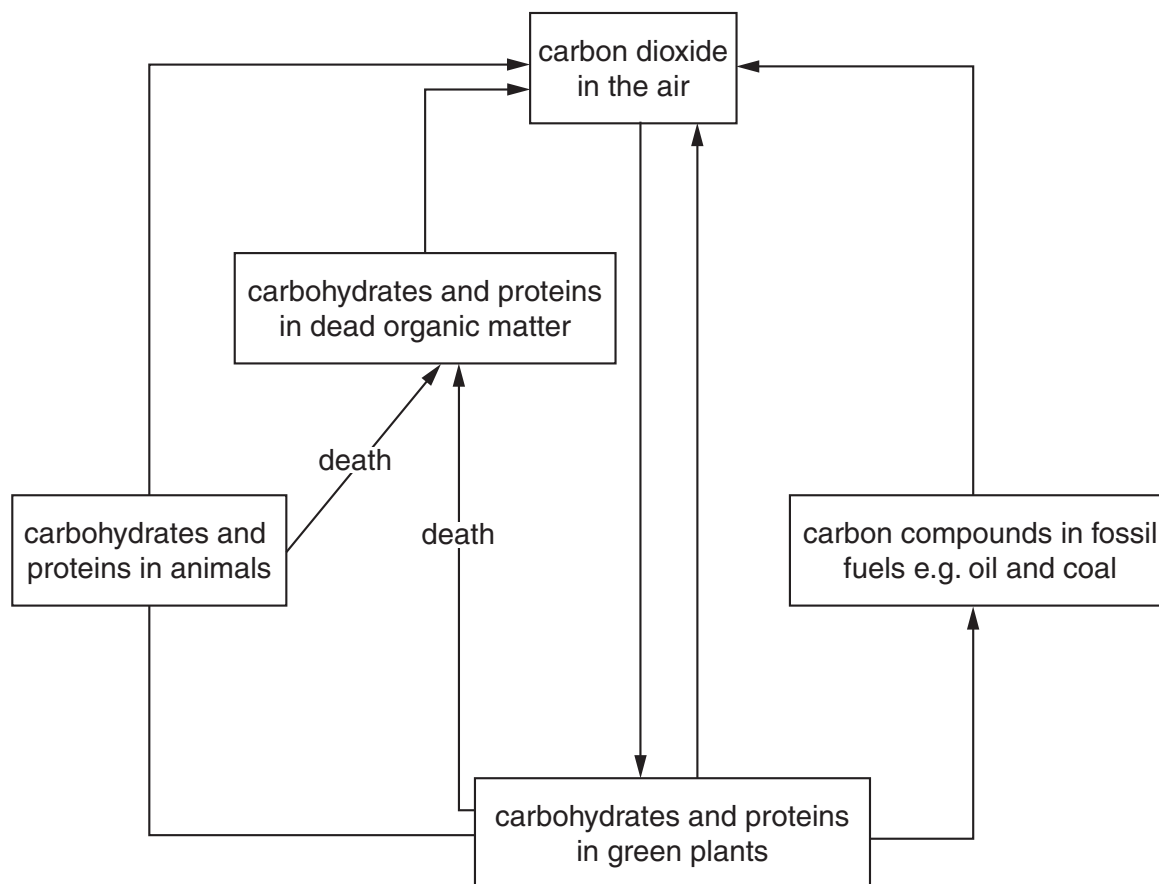 carbon dioxide
in the air
carbohydrates and proteins
in dead organic matter
death
death
carbohydrates and
proteins in animals
carbon compounds in fossil
fuels e.g. oil and coal
carbohydrates and proteins
in green plants